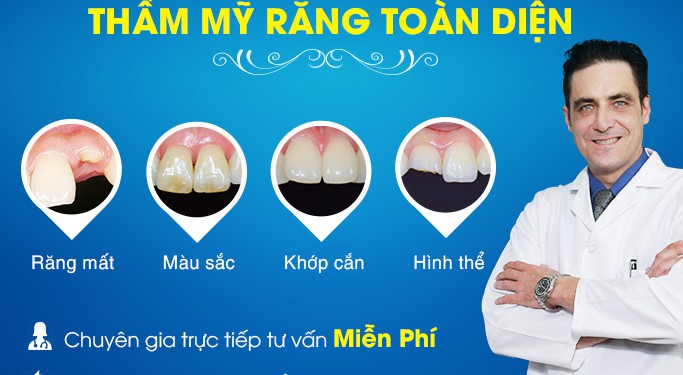 THẨM MỸ RĂNG TOÀN DIỆN
Răng mất
Màu sắc
Khớp cắn
Hình thể
Chuyên gia trực tiếp tư vấn Miễn Phí